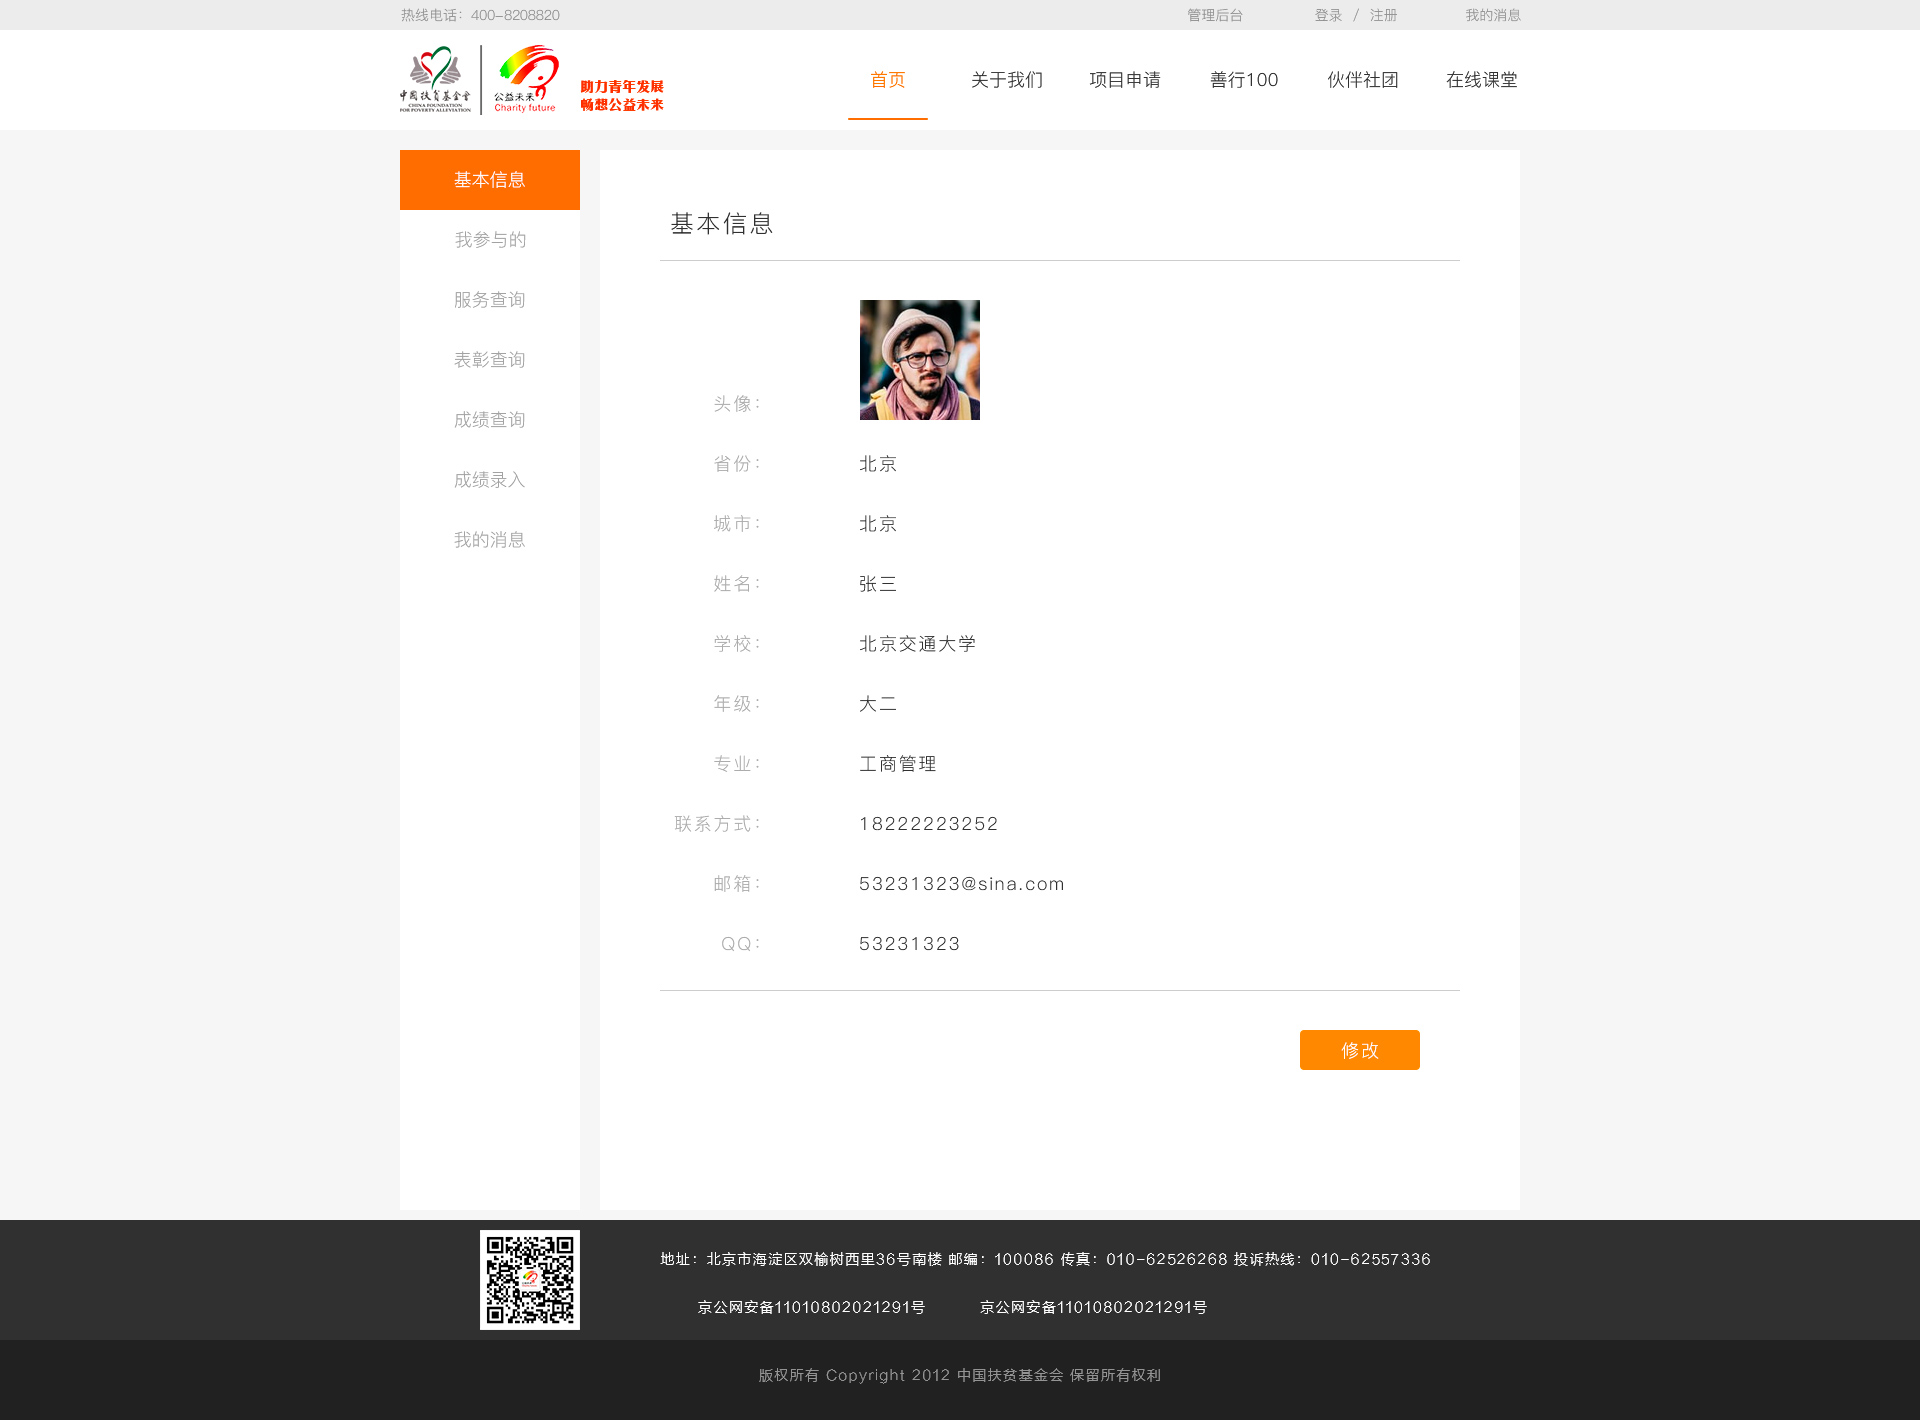 热线电话：400-8208820
管理后台
登录 / 注册
我的消息
中国扶贫基金会
CHINA FOUNDATION
FOR POVERTY ALLEVIATION
公益未来
Charity future
助力青年发展
畅想公益未来
首页
关于我们
项目申请
善行100
伙伴社团
在线课堂
基本信息
我参与的
服务查询
表彰查询
成绩查询
成绩录入
我的消息
基本信息
头像：
省份： 北京
城市： 北京
姓名： 张三
学校： 北京交通大学
年级： 大二
专业： 工商管理
联系方式： 18222223252
邮箱： 53231323@sina.com
QQ： 53231323
修改
地址：北京市海淀区双榆树西里36号南楼 邮编：100086 传真：010-62526268 投诉热线：010-62557336
京公网安备11010802021291号 京公网安备11010802021291号
版权所有 Copyright 2012 中国扶贫基金会 保留所有权利